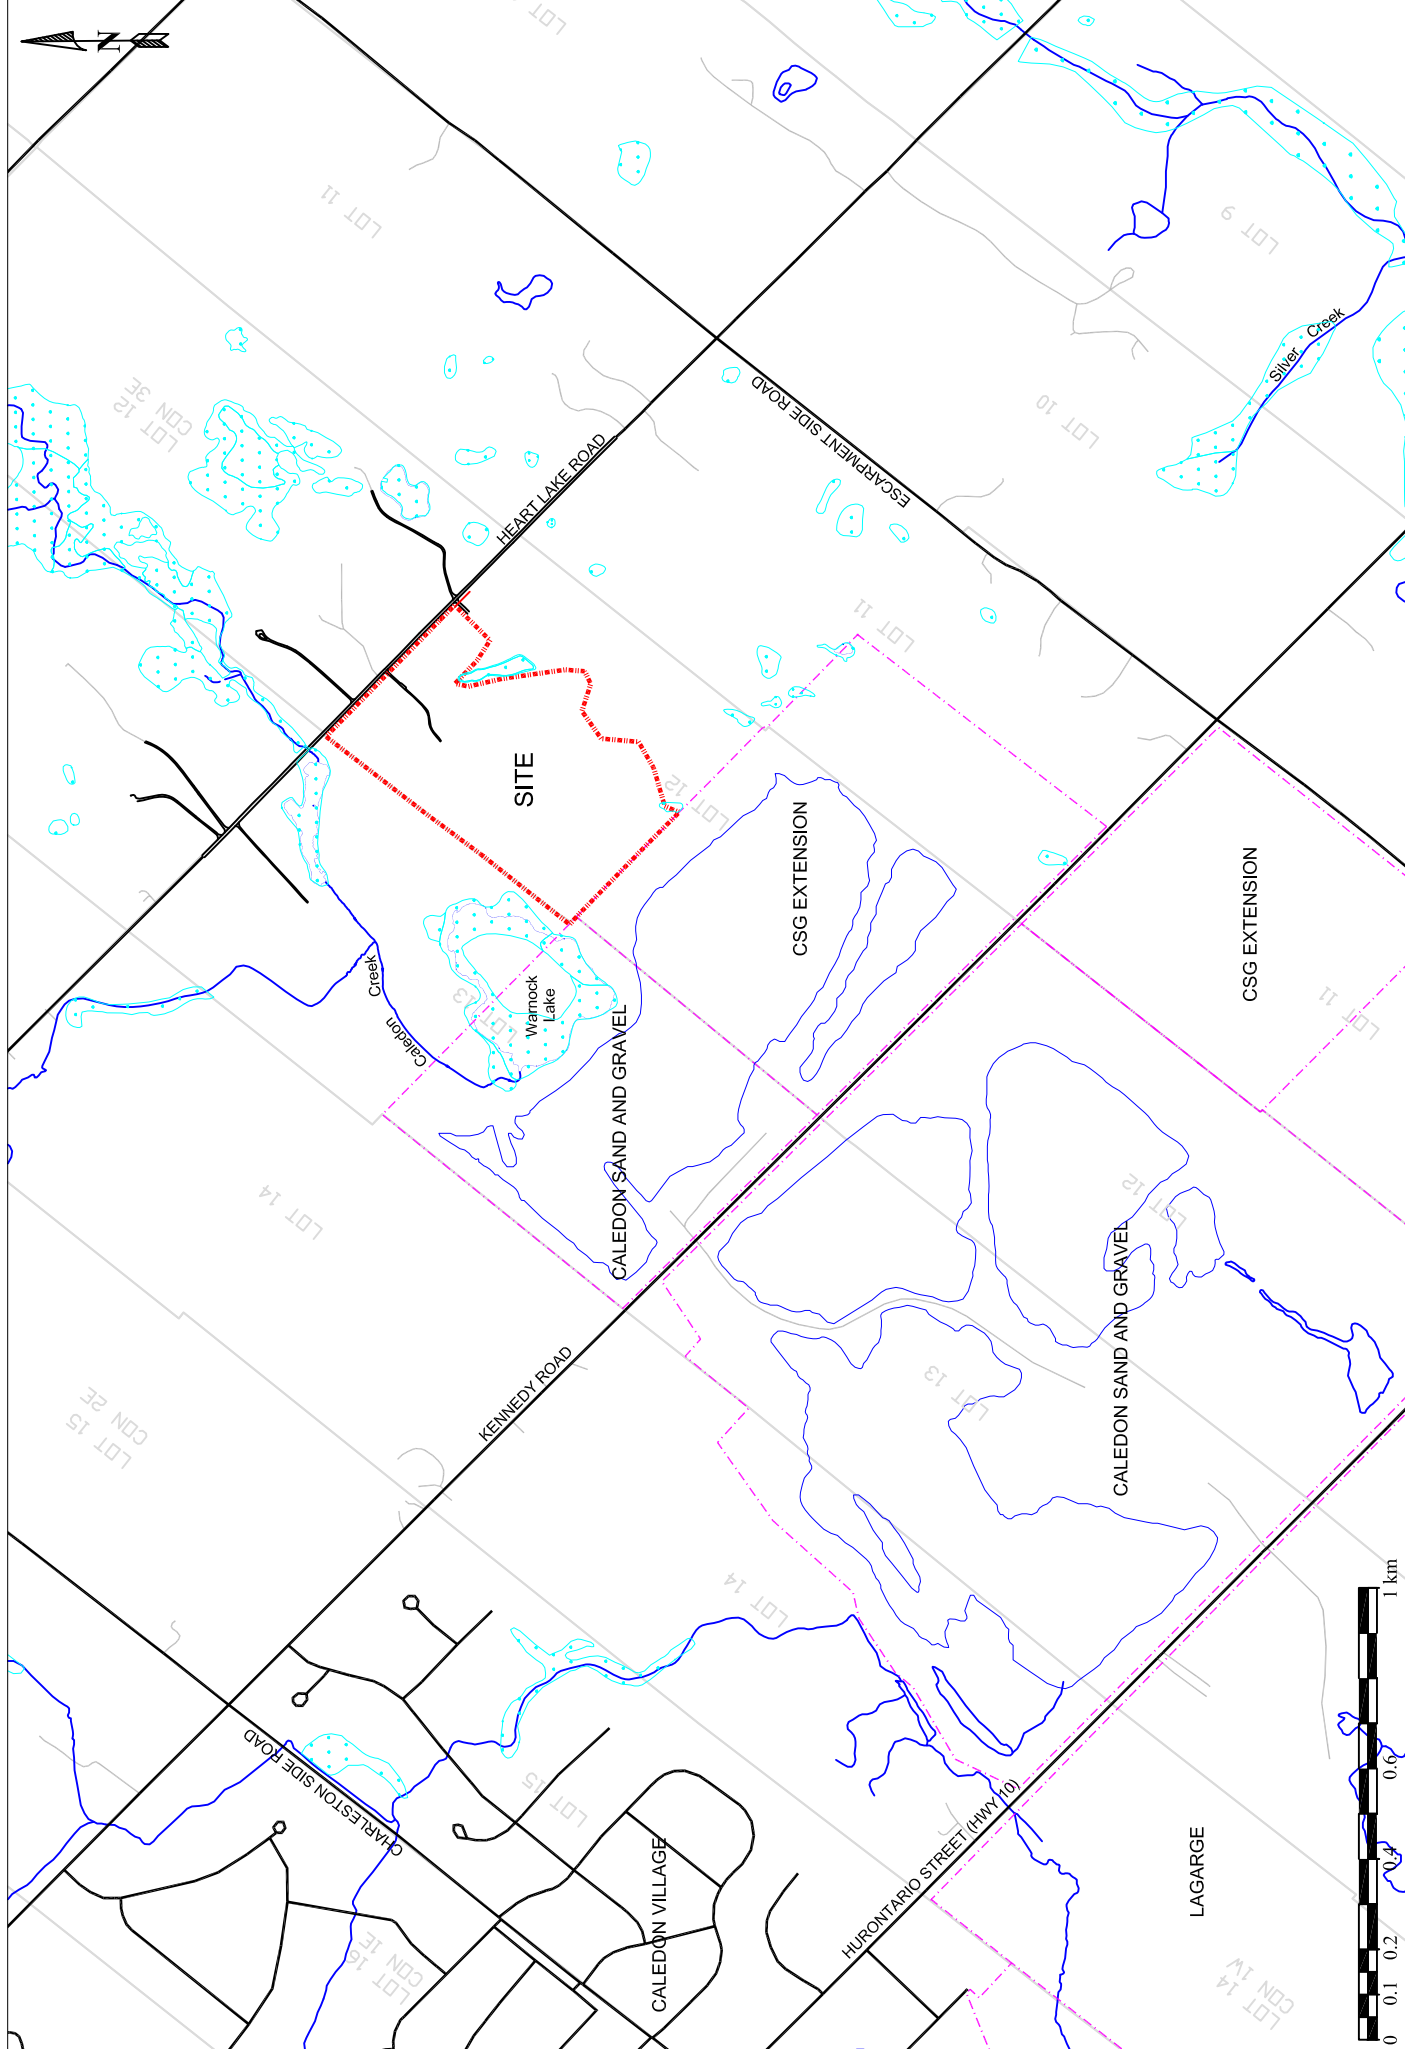 N
LOT
LOT 11
LOT 12
CON 3E
HEART LAKE ROAD
ESCARPMENT SIDE ROAD
LOT 9
LOT 10
Silver Creek
LOT 11
SITE
LOT 12
CSG EXTENSION
CSG EXTENSION
LOT 11
Caledon Creek
LOT 13
Warnock
Lake
CALEDON SAND AND GRAVEL
LOT 14
LOT 12
CALEDON SAND AND GRAVEL
LOT 13
KENNEDY ROAD
LOT 15
CON 2E
LOT 14
CHARLESTON SIDE ROAD
LOT 15
CALEDON VILLAGE
LOT 16
CON 1E
HURONTARIO STREET (HWY 10)
LAGARGE
LOT 14
CON 1W
0 0.1 0.2 0.4 0.6 1 km